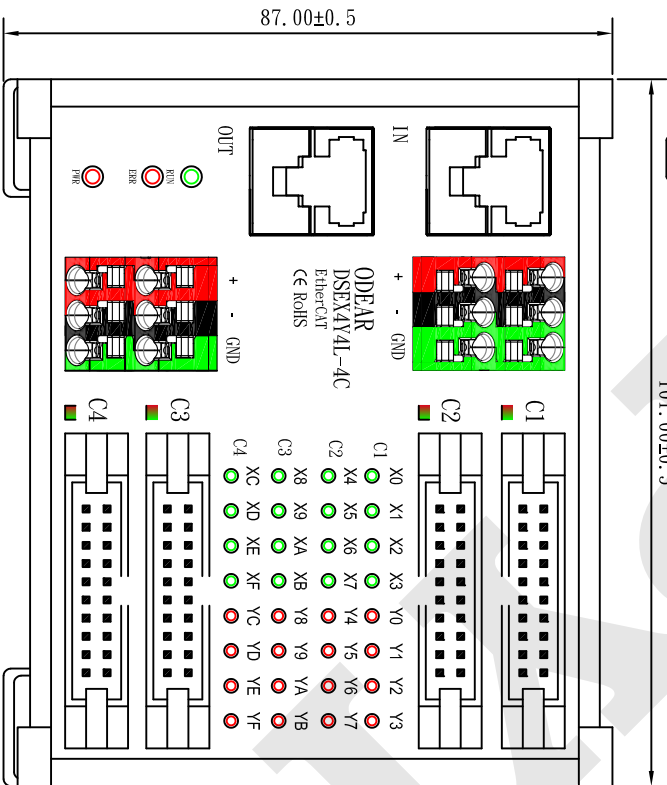 87.00±0.5
IN
OUT
RUN
ERR
PWR
+
-
GND
ODEAR
DSEX4Y4L-4C
EtherCAT
CE RoHS
+
-
GND
C1
C2
C3
C4
C1 X0 X1 X2 X3 Y0 Y1 Y2 Y3
C2 X4 X5 X6 X7 Y4 Y5 Y6 Y7
C3 X8 X9 XA XB Y8 Y9 YA YB
C4 XC XD XE XF YC YD YE YF